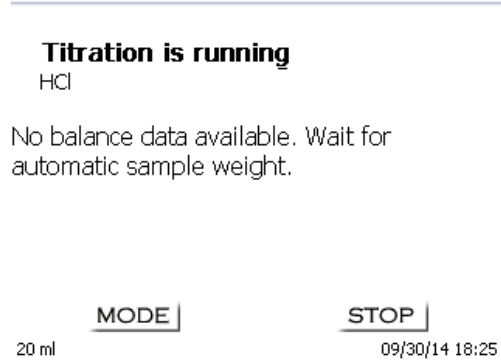 Titration is running
HCl
No balance data available. Wait for
automatic sample weight.
MODE STOP
20 ml 09/30/14 18:25